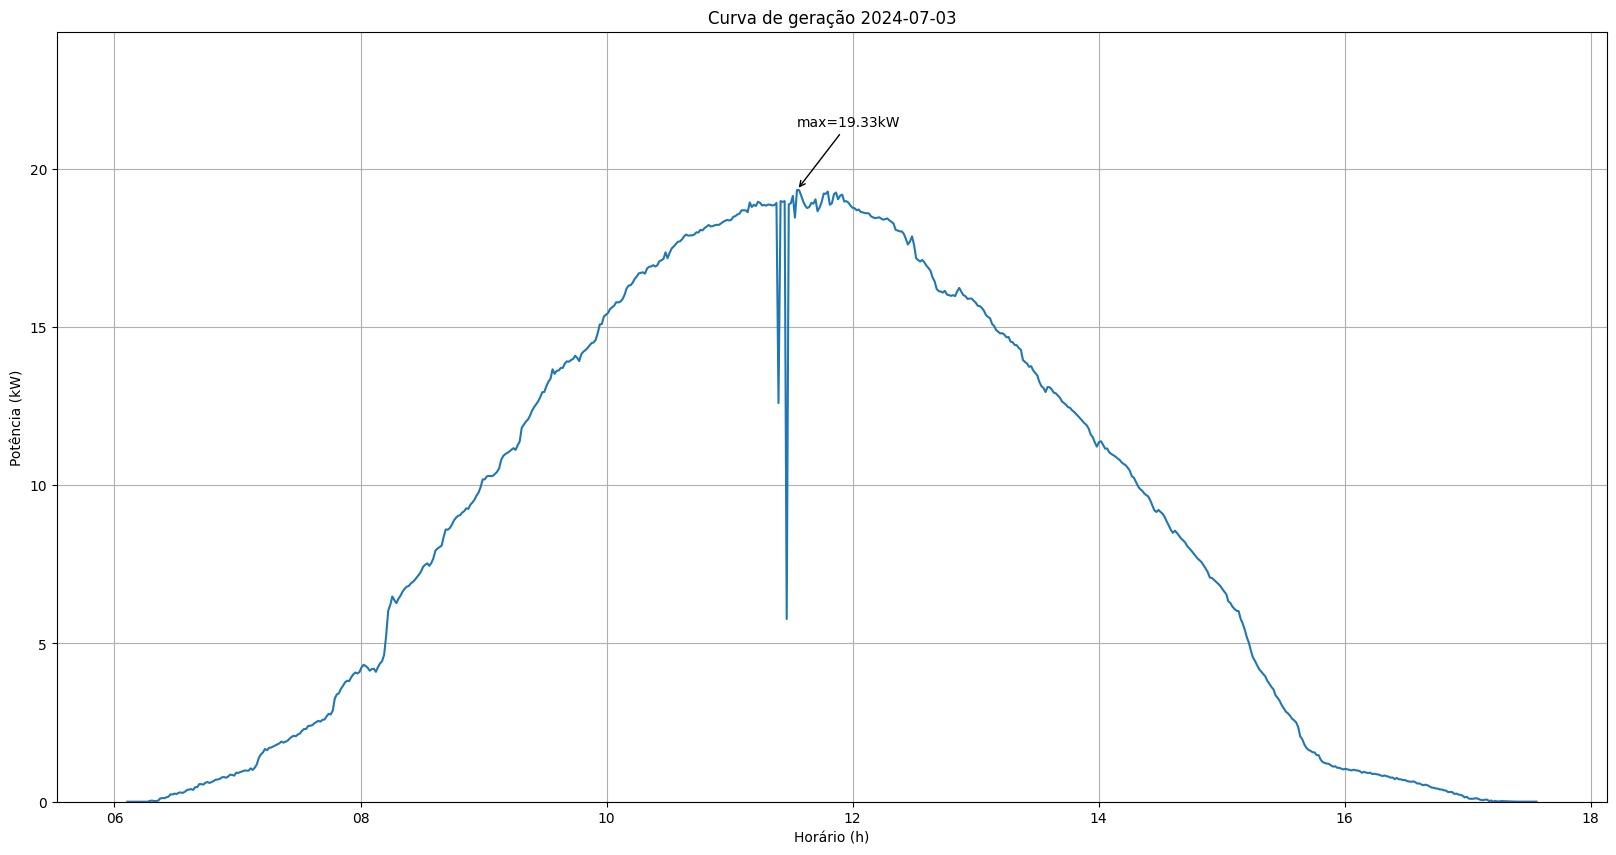 Curva de geração 2024-07-03
max=19.33kW
Potência (kW)
20
15
10
5
0
06 08 10 12 14 16 18
Horário (h)